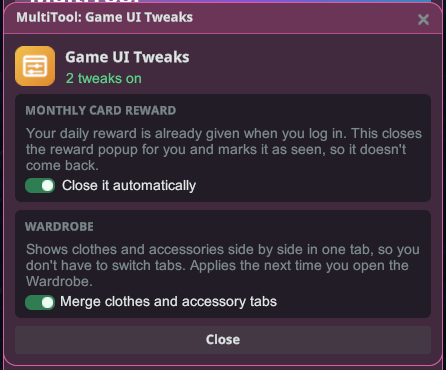 MultiTool: Game UI Tweaks
Game UI Tweaks
2 tweaks on
MONTHLY CARD REWARD
Your daily reward is already given when you log in. This closes
the reward popup for you and marks it as seen, so it doesn't
come back.
Close it automatically
WARDROBE
Shows clothes and accessories side by side in one tab, so you
don't have to switch tabs. Applies the next time you open the
Wardrobe.
Merge clothes and accessory tabs
Close